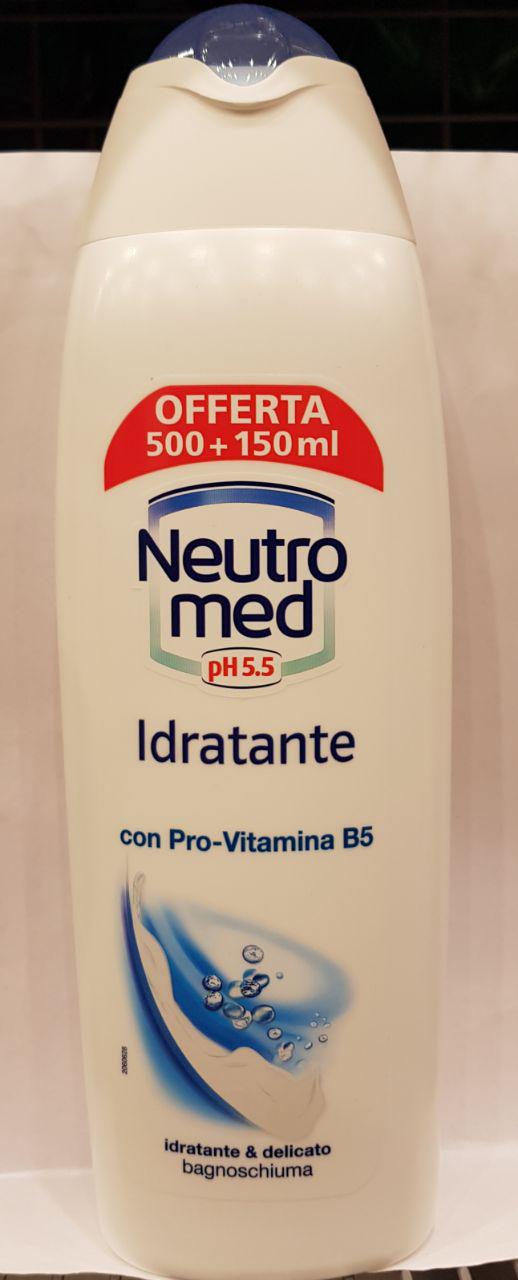 OFFERTA
500 + 150 ml
Neutro
med
pH 5.5
Idratante
con Pro-Vitamina B5
idratante & delicato
bagnoschiuma